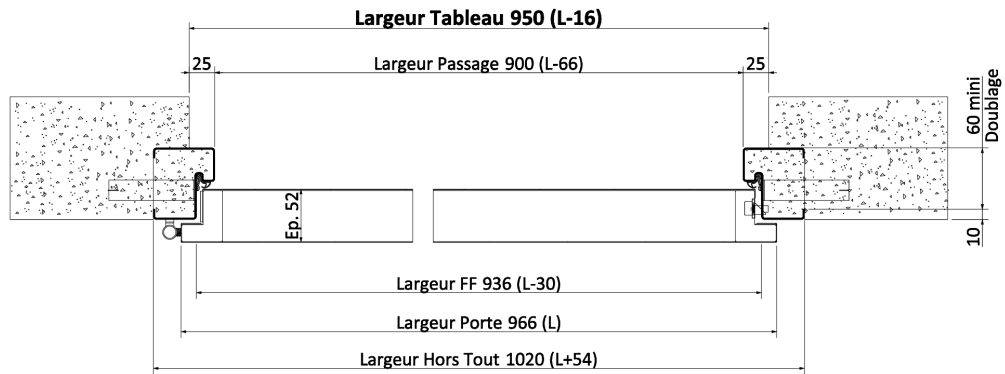 Largeur Tableau 950 (L-16)
25
Largeur Passage 900 (L-66)
25
60 mini
Doublage
Ep. 52
10
Largeur FF 936 (L-30)
Largeur Porte 966 (L)
Largeur Hors Tout 1020 (L+54)